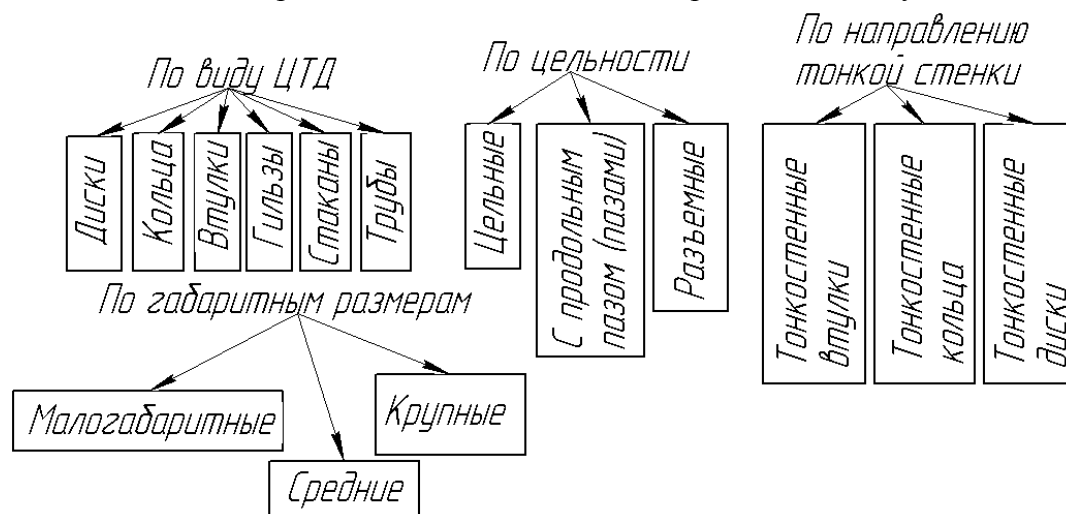 По виду ЦТД
Диски
Кольца
Втулки
Гильзы
Стаканы
Трубы
По цельности
Цельные
С продольным
пазом (пазами)
Разъемные
По направлению
тонкой стенки
Тонкостенные
втулки
Тонкостенные
кольца
Тонкостенные
диски
По габаритным размерам
Малогабаритные
Средние
Крупные